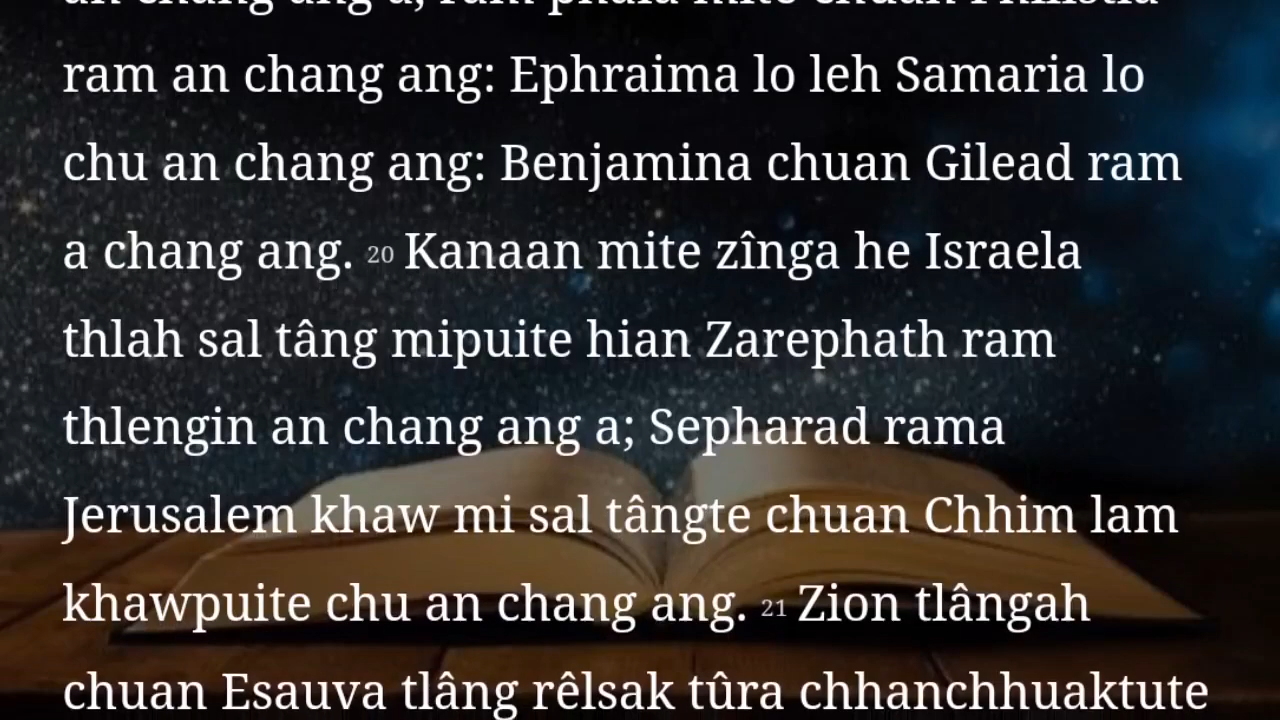 ram an chang ang: Ephraima lo leh Samaria lo
chu an chang ang: Benjamina chuan Gilead ram
a chang ang. 20 Kanaan mite zînga he Israela
thlah sal tâng mipuite hian Zarephath ram
thlengin an chang ang a; Sepharad rama
Jerusalem khaw mi sal tângte chuan Chhim lam
khawpuite chu an chang ang. 21 Zion tlângah
chuan Esauva tlâng rêlsak tûra chhanchhuaktute